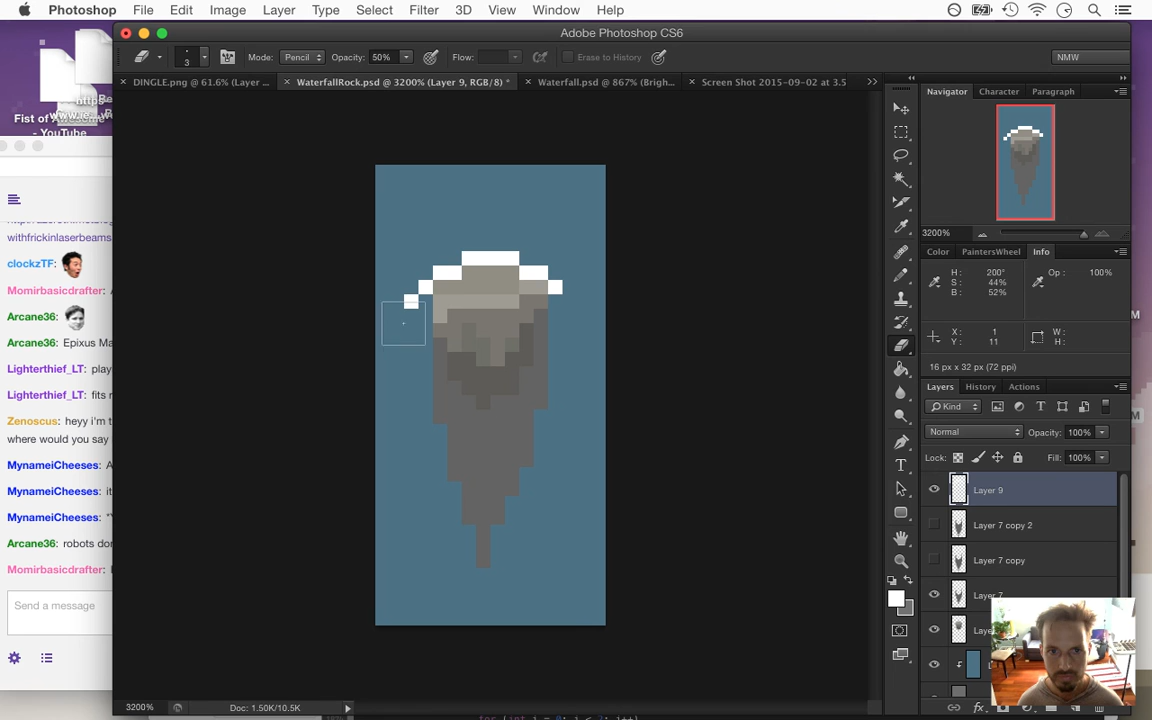 Photoshop File Edit Image Layer Type Select Filter 3D View Window Help
Adobe Photoshop CS6
3 Mode: Pencil Opacity: 50% Flow: Erase to History NMW
DINGLE.png @ 61.6% (Layer ... WaterfallRock.psd @ 3200% (Layer 9, RGB/8) * Waterfall.psd @ 867% (Brigh... Screen Shot 2015-09-02 at 3.5
Fist of
- YouTube
withfrickinlaserbeams
clockzTF:
Momirbasicdrafter:
Arcane36:
Arcane36: Epixus Ma
Lighterthief_LT: play
Lighterthief_LT: fits r
Zenoscus: heyy i'm t
where would you say
MynameiCheeses: A
MynameiCheeses: it
MynameiCheeses: "
Arcane36: robots don
Momirbasicdrafter:
Send a message
Navigator Character Paragraph
3200%
Color PaintersWheel Info
H: 200°
S: 44%
B: 52%
Op: 100%
X: 1
Y: 11
W:
H:
16 px x 32 px (72 ppi)
Layers History Actions
Kind
Normal Opacity: 100%
Lock: Fill: 100%
Layer 9
Layer 7 copy 2
Layer 7 copy
Layer 7
Lay
3200% Doc: 1.50K/10.5K